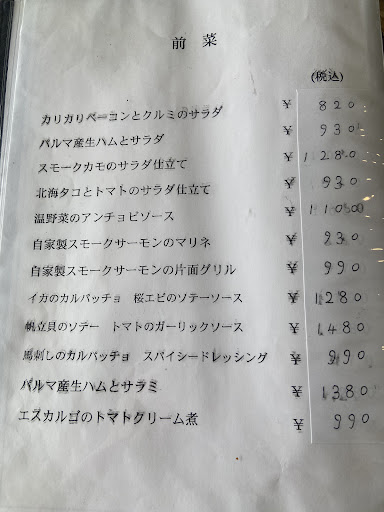 前菜
(税込)
カリカリベーコンとクルミのサラダ ¥ 820
パルマ産生ハムとサラダ ¥ 930
スモークカモのサラダ仕立て ¥ 1280
北海タコとトマトのサラダ仕立て ¥ 930
温野菜のアンチョビソース ¥
自家製スモークサーモンのマリネ ¥ 930
自家製スモークサーモンの片面グリル ¥ 990
イカのカルパッチョ 桜エビのソテーソース ¥ 1280
帆立貝のソテー トマトのガーリックソース ¥ 1480
馬刺しのカルパッチョ スパイシードレッシング ¥ 990
パルマ産生ハムとサラミ ¥ 1380
エスカルゴのトマトクリーム煮 ¥ 990